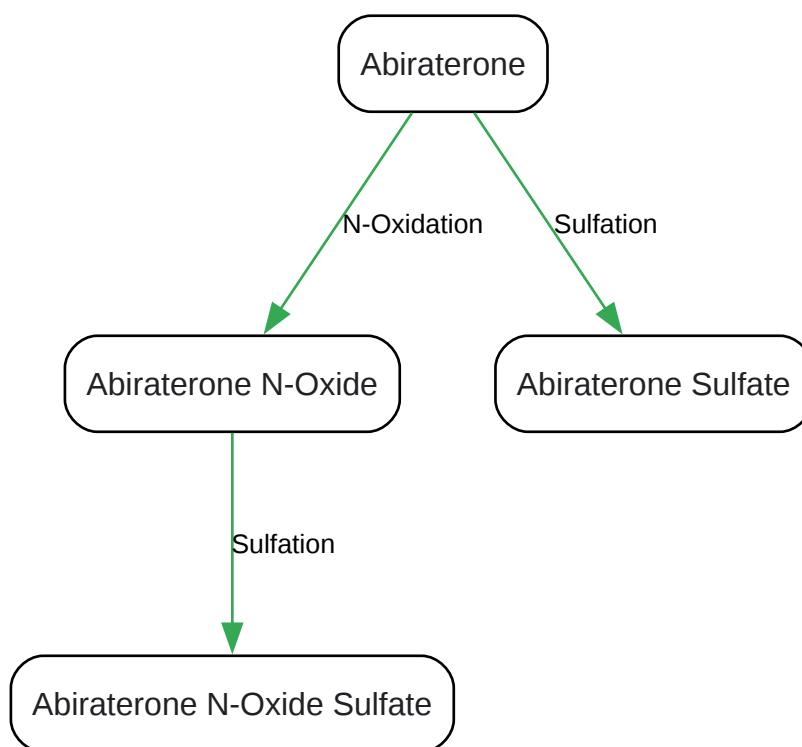 Abiraterone
N-Oxidation
Sulfation
Abiraterone N-Oxide
Abiraterone Sulfate
Sulfation
Abiraterone N-Oxide Sulfate